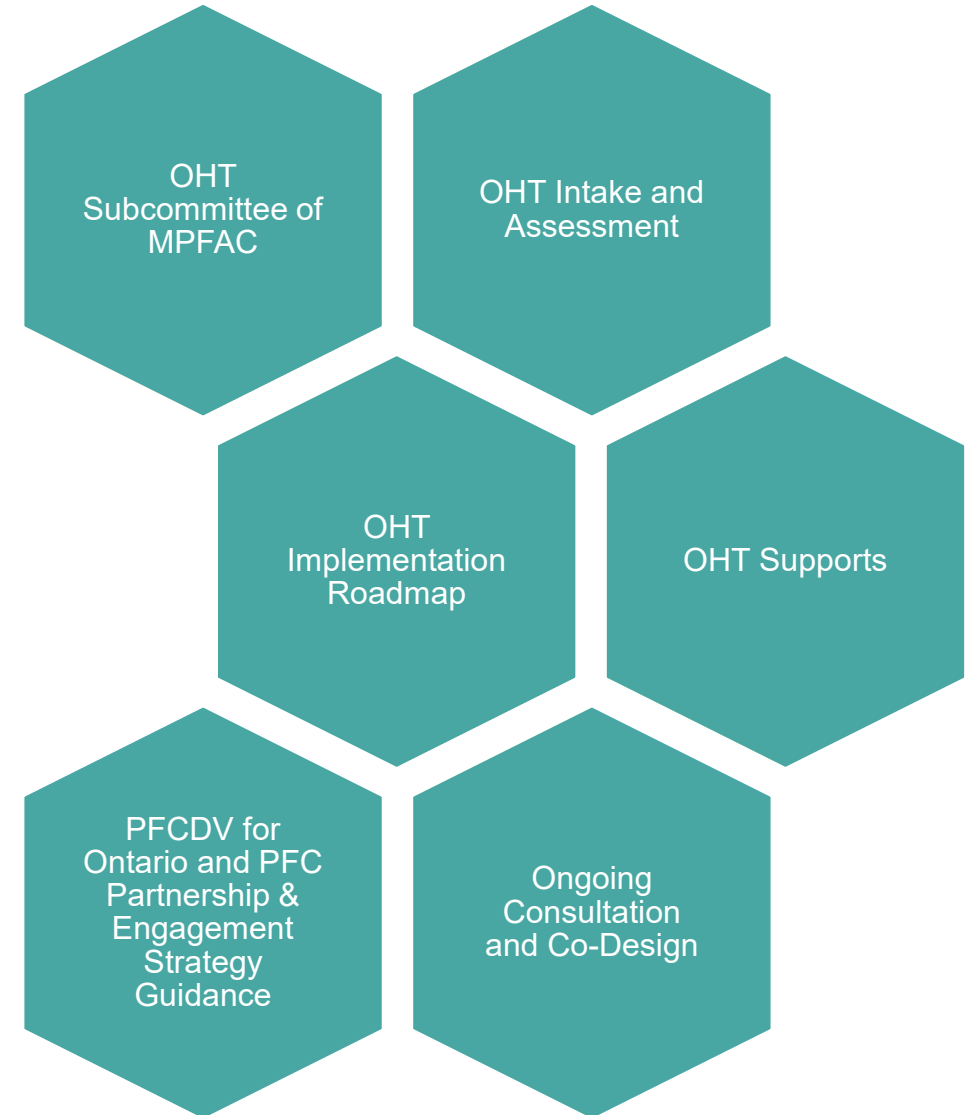 OHT
Subcommittee of
MPFAC
OHT Intake and
Assessment
OHT
Implementation
Roadmap
OHT Supports
PFCDV for
Ontario and PFC
Partnership &
Engagement
Strategy
Guidance
Ongoing
Consultation
and Co-Design